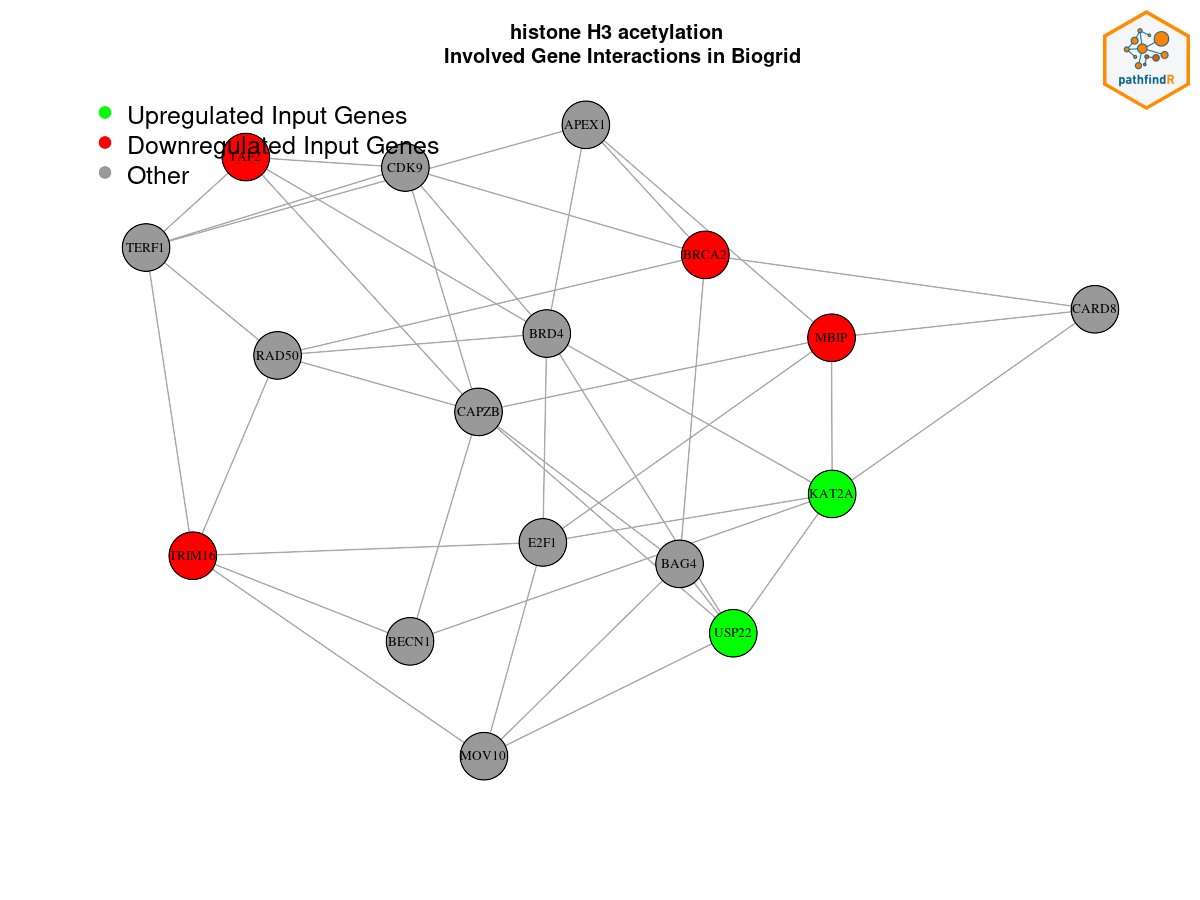 histone H3 acetylation
Involved Gene Interactions in Biogrid
pathfindR
Upregulated Input Genes
Downregulated Input Genes
Other
APEX1
TAF2
CDK9
TERF1
BRCA2
CARD8
BRD4
MBIP
RAD50
CAPZB
KAT2A
E2F1
TRIM16
BAG4
USP22
BECN1
MOV10